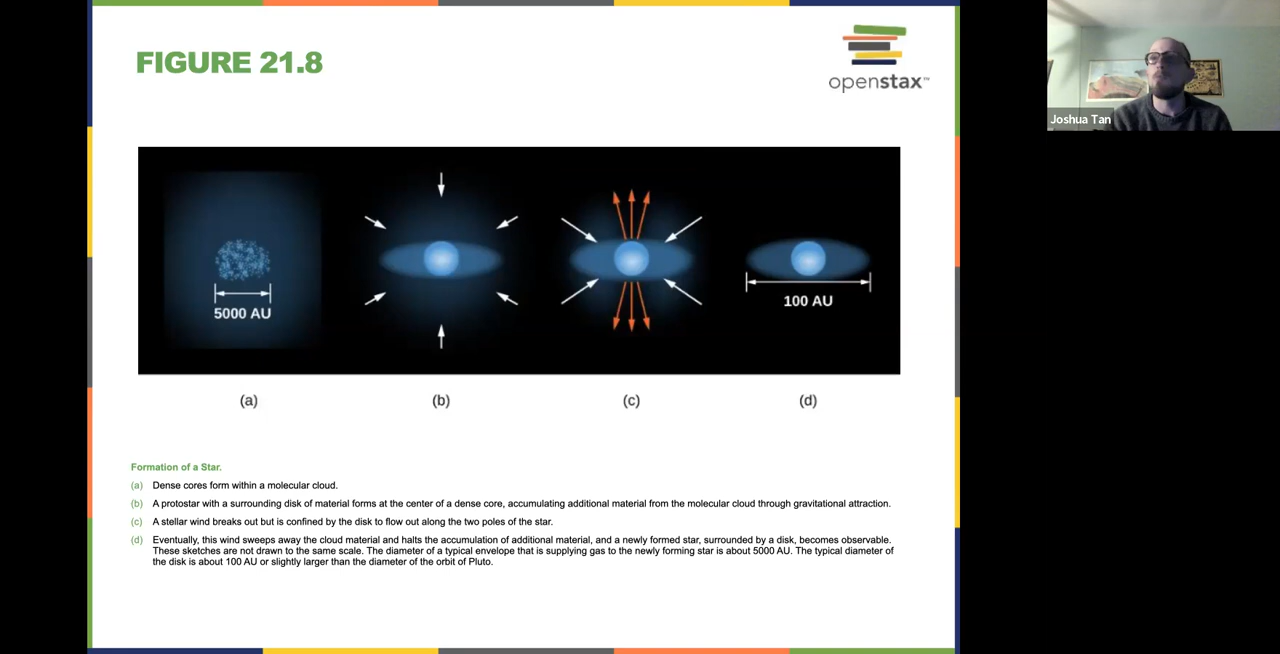 FIGURE 21.8
openstax™
Joshua Tan
5000 AU
100 AU
(a)
(b)
(c)
(d)
Formation of a Star.
(a) Dense cores form within a molecular cloud.
(b) A protostar with a surrounding disk of material forms at the center of a dense core, accumulating additional material from the molecular cloud through gravitational attraction.
(c) A stellar wind breaks out but is confined by the disk to flow out along the two poles of the star.
(d) Eventually, this wind sweeps away the cloud material and halts the accumulation of additional material, and a newly formed star, surrounded by a disk, becomes observable.
These sketches are not drawn to the same scale. The diameter of a typical envelope that is supplying gas to the newly forming star is about 5000 AU. The typical diameter of
the disk is about 100 AU or slightly larger than the diameter of the orbit of Pluto.